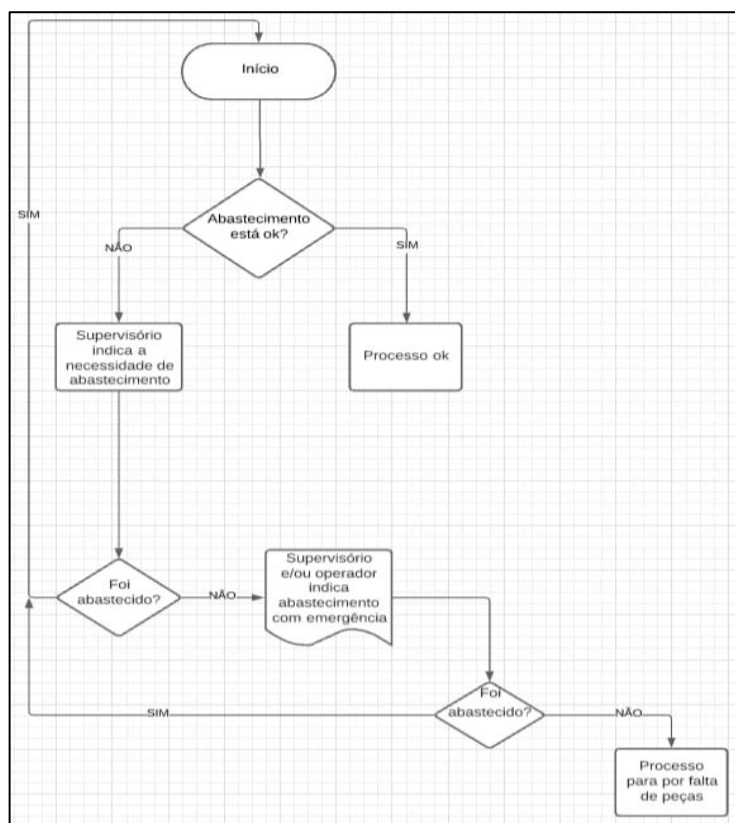 Início
Abastecimento
está ok?
SIM
NÃO
SIM
Supervisório
indica a
necessidade de
abastecimento
Processo ok
Foi
abastecido?
NÃO
Supervisório
e/ou operador
indica
abastecimento
com emergência
Foi
abastecido?
SIM
NÃO
Processo
para por falta
de peças